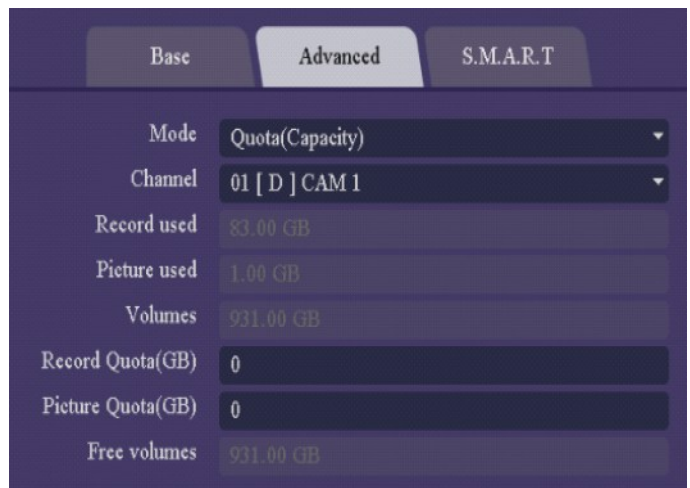 Base Advanced S.M.A.R.T
Mode Quota(Capacity)
Channel 01 [ D ] CAM 1
Record used 83.00 GB
Picture used 1.00 GB
Volumes 931.00 GB
Record Quota(GB) 0
Picture Quota(GB) 0
Free volumes 931.00 GB